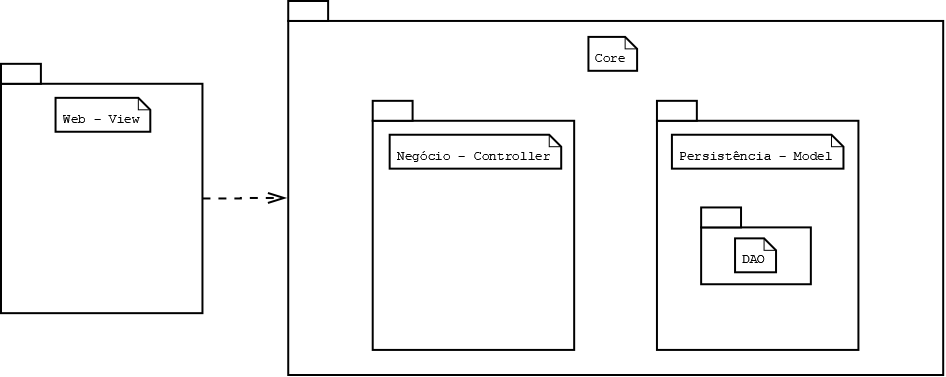 Core
Web - View
Negócio - Controller
Persistência - Model
DAO